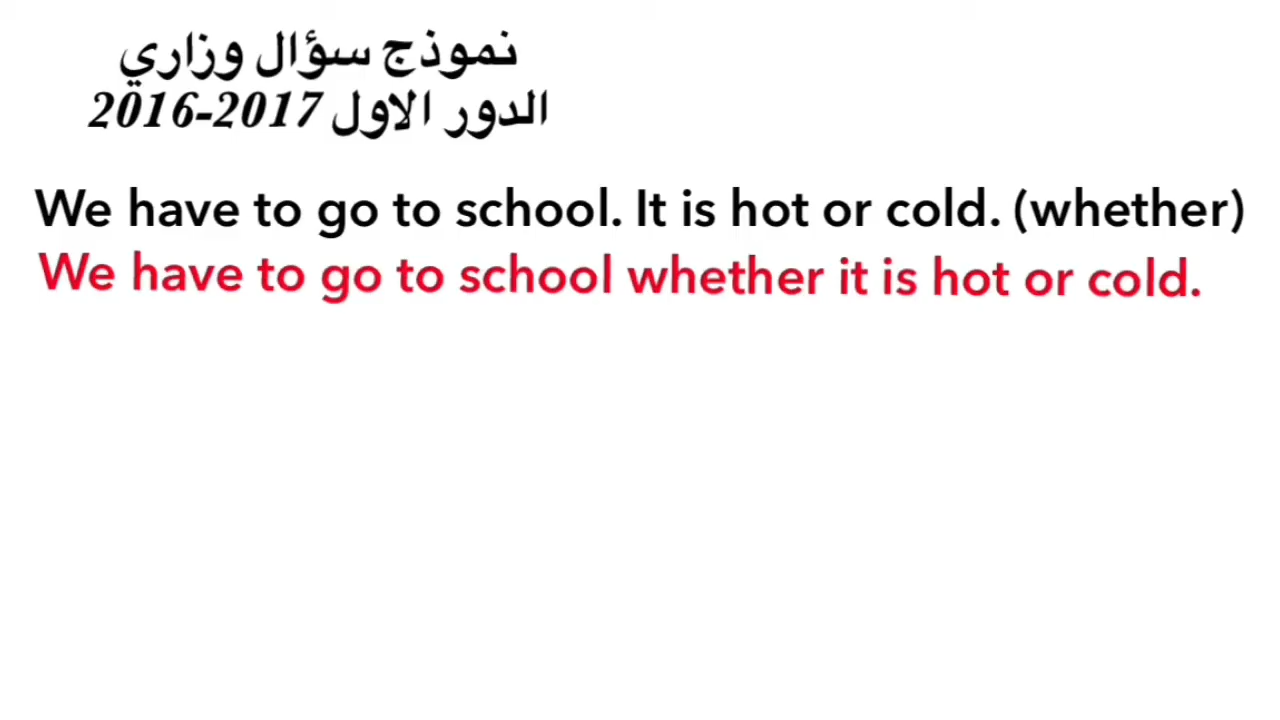 نموذج سؤال وزاري
الدور الاول 2017-2016
We have to go to school. It is hot or cold. (whether)
We have to go to school whether it is hot or cold.